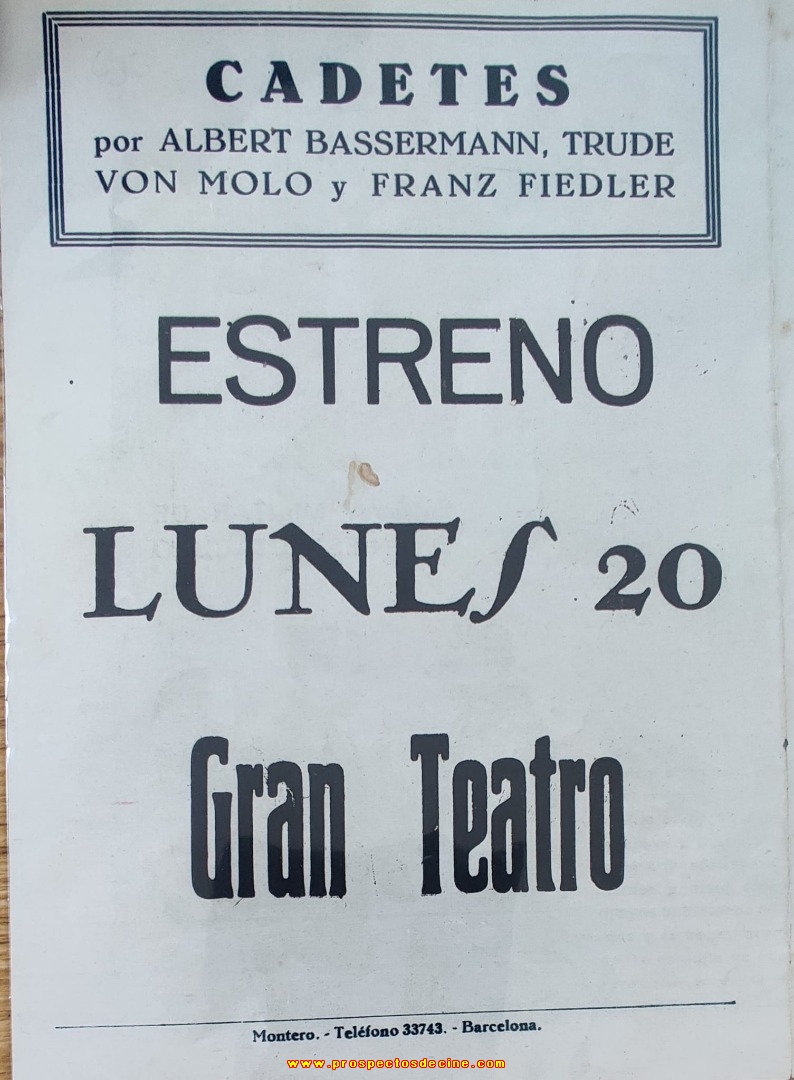 CADETES
por ALBERT BASSERMANN, TRUDE
VON MOLO y FRANZ FIEDLER
ESTRENO
LUNES 20
Gran Teatro
Montero. - Teléfono 33743. - Barcelona.
www.prospectosdecine.com